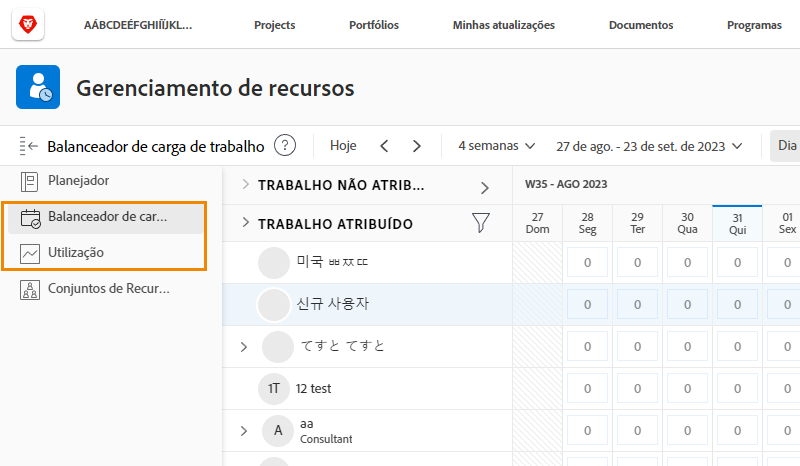 AÁBCDEÉFGHIÍÏJKL... Projects Portfólios Minhas atualizações Documentos Programas
Gerenciamento de recursos
Balanceador de carga de trabalho ? Hoje 4 semanas 27 de ago. - 23 de set. de 2023 Dia
Planejador
Balanceador de car...
Utilização
Conjuntos de Recur...
TRABALHO NÃO ATRIB... W35 - AGO 2023
TRABALHO ATRIBUÍDO
27 28 29 30 31 01
Dom Seg Ter Qua Qui Sex
미국 ㅃㅉㄸ 0 0 0 0 0
신규 사용자 0 0 0 0 0
てすと てすと 0 0 0 0 0
1T 12 test 0 0 0 0 0
A aa 0 0 0 0 0
Consultant